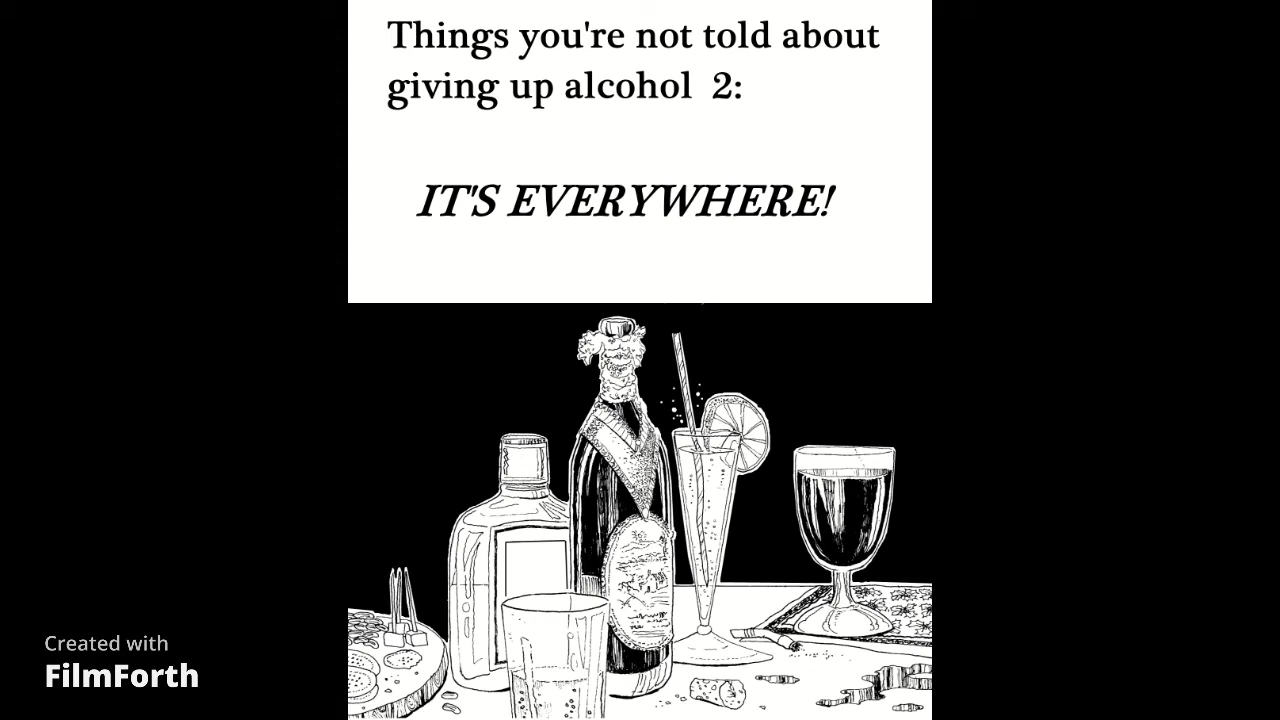 Things you're not told about
giving up alcohol 2:
IT'S EVERYWHERE!
Created with
FilmForth